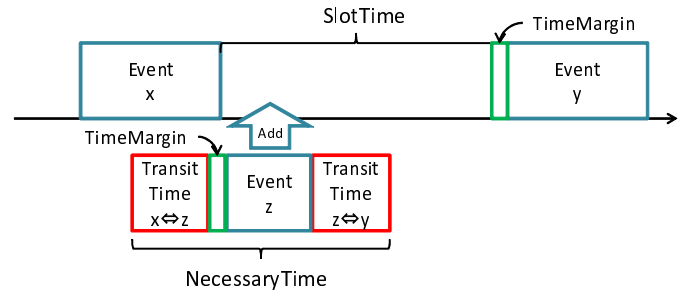 SlotTime
TimeMargin
Event
x
Event
y
Add
TimeMargin
Transit
Time
x⇔z
Event
z
Transit
Time
z⇔y
NecessaryTime